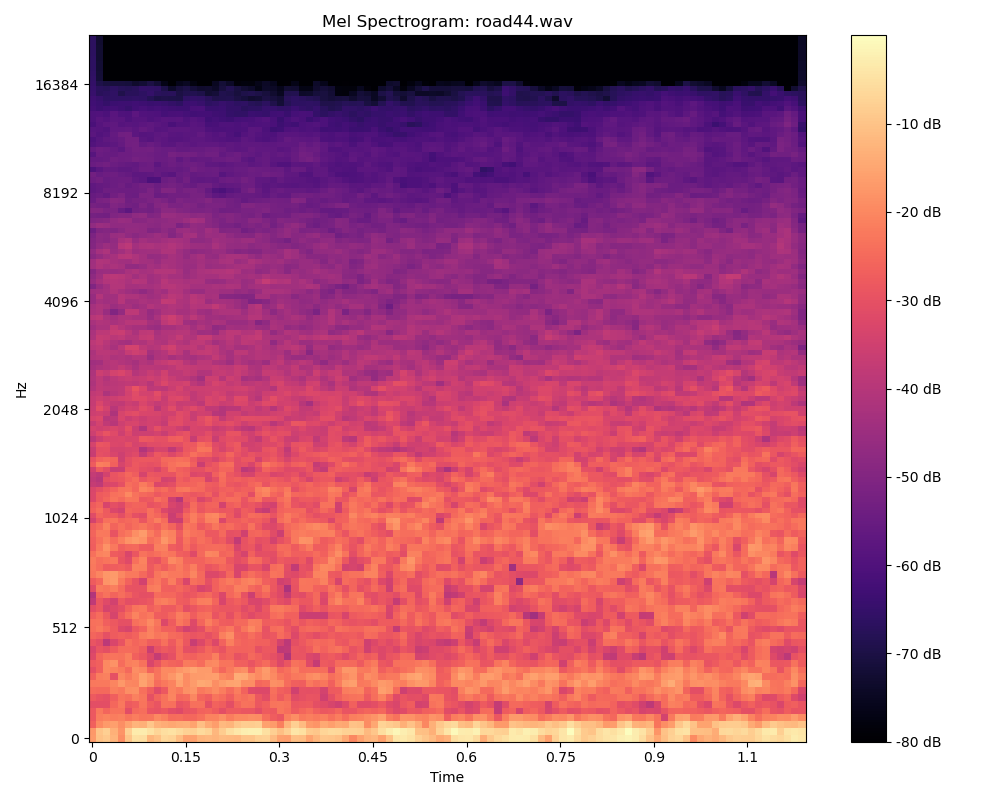 Mel Spectrogram: road44.wav
Hz
16384
8192
4096
2048
1024
512
0
0
0.15
0.3
0.45
0.6
0.75
0.9
1.1
Time
-10 dB
-20 dB
-30 dB
-40 dB
-50 dB
-60 dB
-70 dB
-80 dB